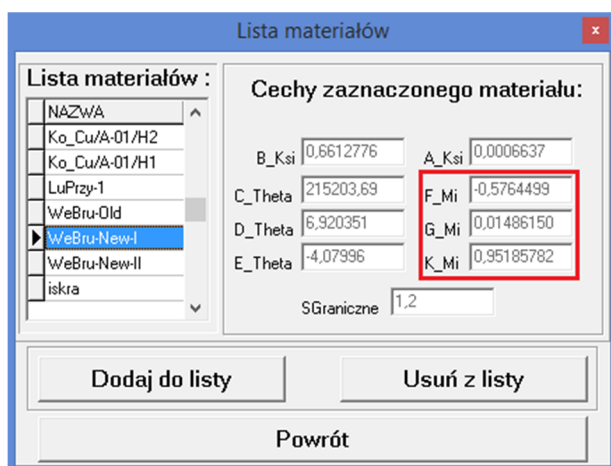 Lista materiałów
x
Lista materiałów :
NAZWA
Ko_Cu/A-01/H2
Ko_Cu/A-01/H1
LuPrzy-1
WeBru-Old
WeBru-New-I
WeBru-New-II
iskra
Cechy zaznaczonego materiału:
B_Ksi 0,6612776 A_Ksi 0,0006637
C_Theta 215203,69 F_Mi -0,5764499
D_Theta 6,920351 G_Mi 0,01486150
E_Theta -4,07996 K_Mi 0,95185782
SGraniczne 1,2
Dodaj do listy Usuń z listy
Powrót